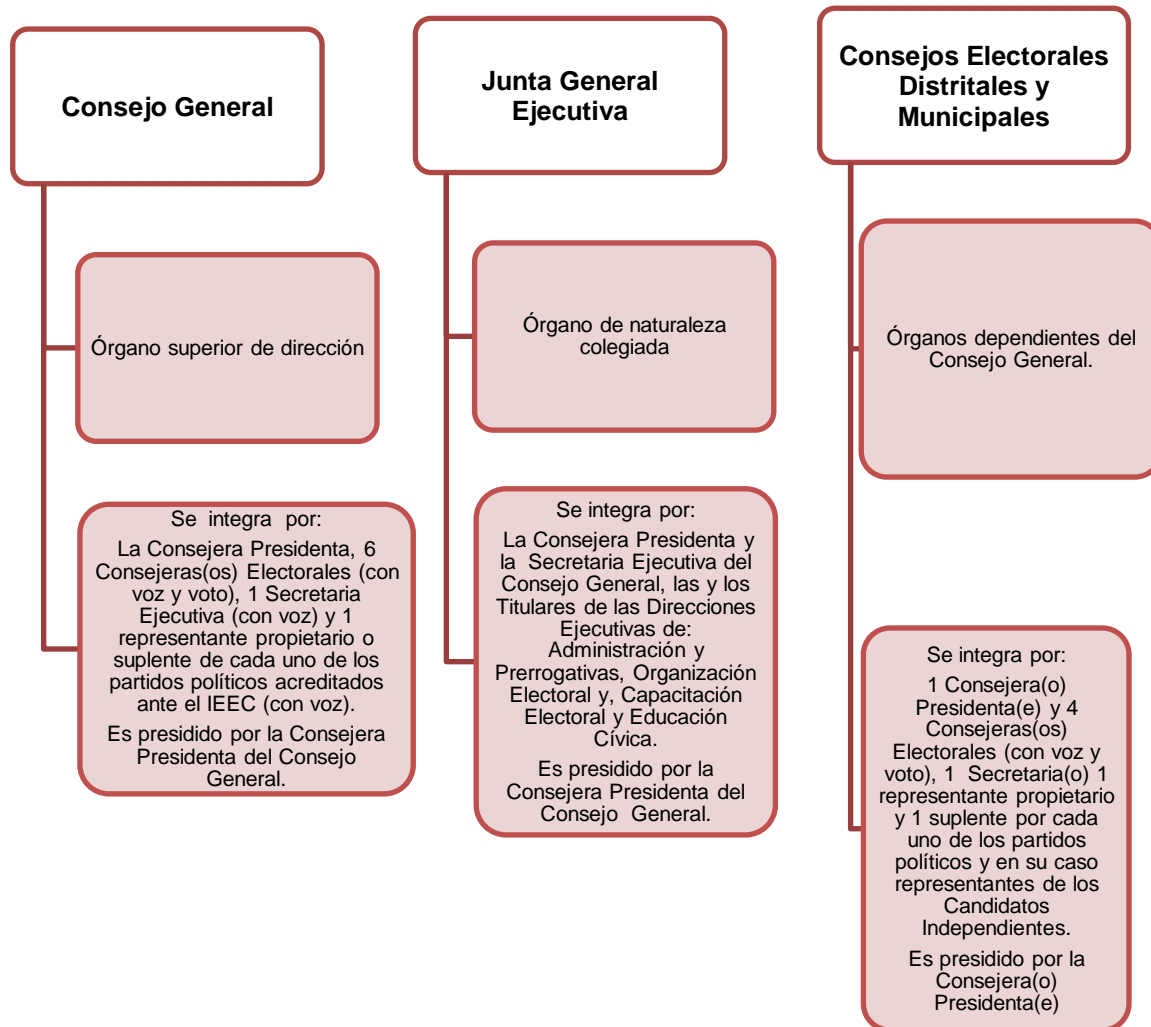 Consejo General
Órgano superior de dirección
Se integra por:
La Consejera Presidenta, 6
Consejeras(os) Electorales (con
voz y voto), 1 Secretaria
Ejecutiva (con voz) y 1
representante propietario o
suplente de cada uno de los
partidos políticos acreditados
ante el IEEC (con voz).
Es presidido por la Consejera
Presidenta del Consejo
General.
Junta General
Ejecutiva
Órgano de naturaleza
colegiada
Se integra por:
La Consejera Presidenta y
la Secretaria Ejecutiva del
Consejo General, las y los
Titulares de las Direcciones
Ejecutivas de:
Administración y
Prerrogativas, Organización
Electoral y, Capacitación
Electoral y Educación
Cívica.
Es presidido por la
Consejera Presidenta del
Consejo General.
Consejos Electorales
Distritales y
Municipales
Órganos dependientes del
Consejo General.
Se integra por:
1 Consejera(o)
Presidenta(e) y 4
Consejeras(os)
Electorales (con voz y
voto), 1 Secretaria(o) 1
representante propietario
y 1 suplente por cada
uno de los partidos
políticos y en su caso
representantes de los
Candidatos
Independientes.
Es presidido por la
Consejera(o)
Presidenta(e)